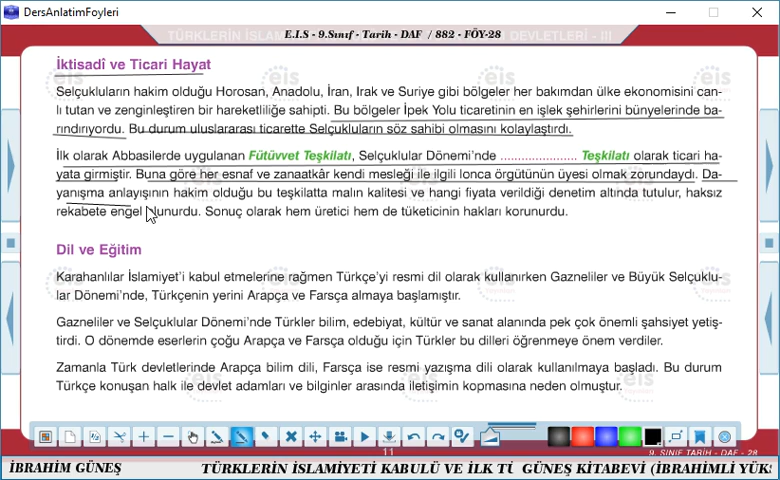 DersAnlatimFoyleri
E.I.S - 9.Sınıf - Tarih - DAF / 882 - FÖY-28
İktisadî ve Ticari Hayat
Selçukluların hakim olduğu Horosan, Anadolu, İran, Irak ve Suriye gibi bölgeler her bakımdan ülke ekonomisini can-
lı tutan ve zenginleştiren bir hareketliliğe sahipti. Bu bölgeler İpek Yolu ticaretinin en işlek şehirlerini bünyelerinde ba-
rındırıyordu. Bu durum uluslararası ticarette Selçukluların söz sahibi olmasını kolaylaştırdı.
İlk olarak Abbasilerde uygulanan Fütüvvet Teşkilatı, Selçuklular Dönemi'nde ........................ Teşkilatı olarak ticari ha-
yata girmiştir. Buna göre her esnaf ve zanaatkâr kendi mesleği ile ilgili lonca örgütünün üyesi olmak zorundaydı. Da-
yanışma anlayışının hakim olduğu bu teşkilatta malın kalitesi ve hangi fiyata verildiği denetim altında tutulur, haksız
rekabete engel olunurdu. Sonuç olarak hem üretici hem de tüketicinin hakları korunurdu.
Dil ve Eğitim
Karahanlılar İslamiyet'i kabul etmelerine rağmen Türkçe'yi resmi dil olarak kullanırken Gazneliler ve Büyük Selçuklu-
lar Dönemi'nde, Türkçenin yerini Arapça ve Farsça almaya başlamıştır.
Gazneliler ve Selçuklular Dönemi'nde Türkler bilim, edebiyat, kültür ve sanat alanında pek çok önemli şahsiyet yetiş-
tirdi. O dönemde eserlerin çoğu Arapça ve Farsça olduğu için Türkler bu dilleri öğrenmeye önem verdiler.
Zamanla Türk devletlerinde Arapça bilim dili, Farsça ise resmi yazışma dili olarak kullanılmaya başladı. Bu durum
Türkçe konuşan halk ile devlet adamları ve bilginler arasında iletişimin kopmasına neden olmuştur.
11
9. SINIF TARİH - DAF - 28
İBRAHİM GÜNEŞ
TÜRKLERİN İSLAMİYETİ KABULÜ VE İLK TÜ GÜNEŞ KİTABEVİ (İBRAHİMLİ YÜKS